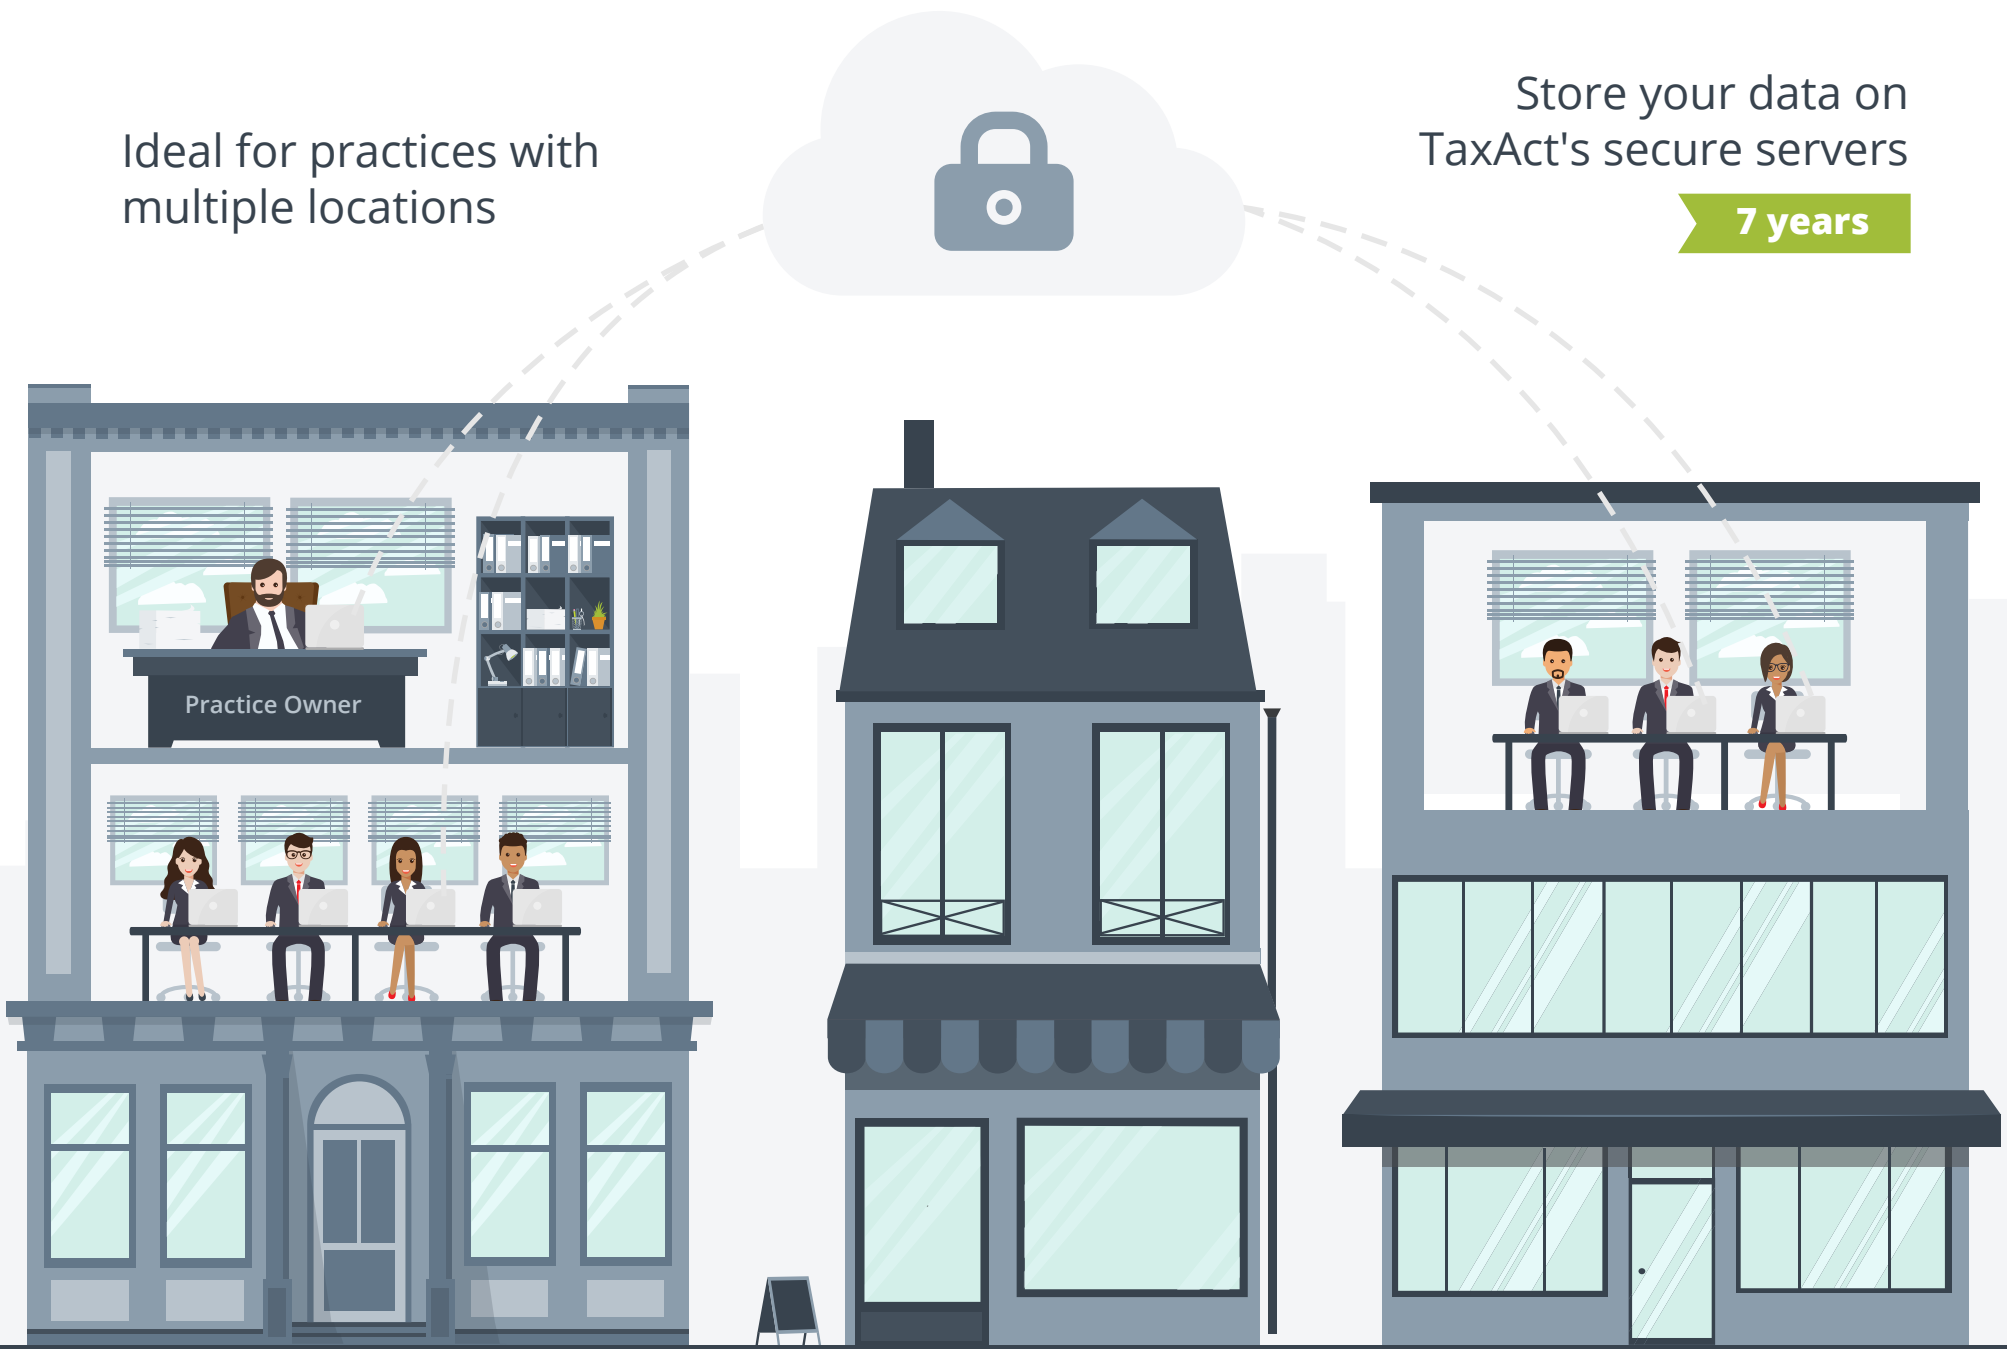 Ideal for practices with
multiple locations
Store your data on
TaxAct's secure servers
7 years
Practice Owner